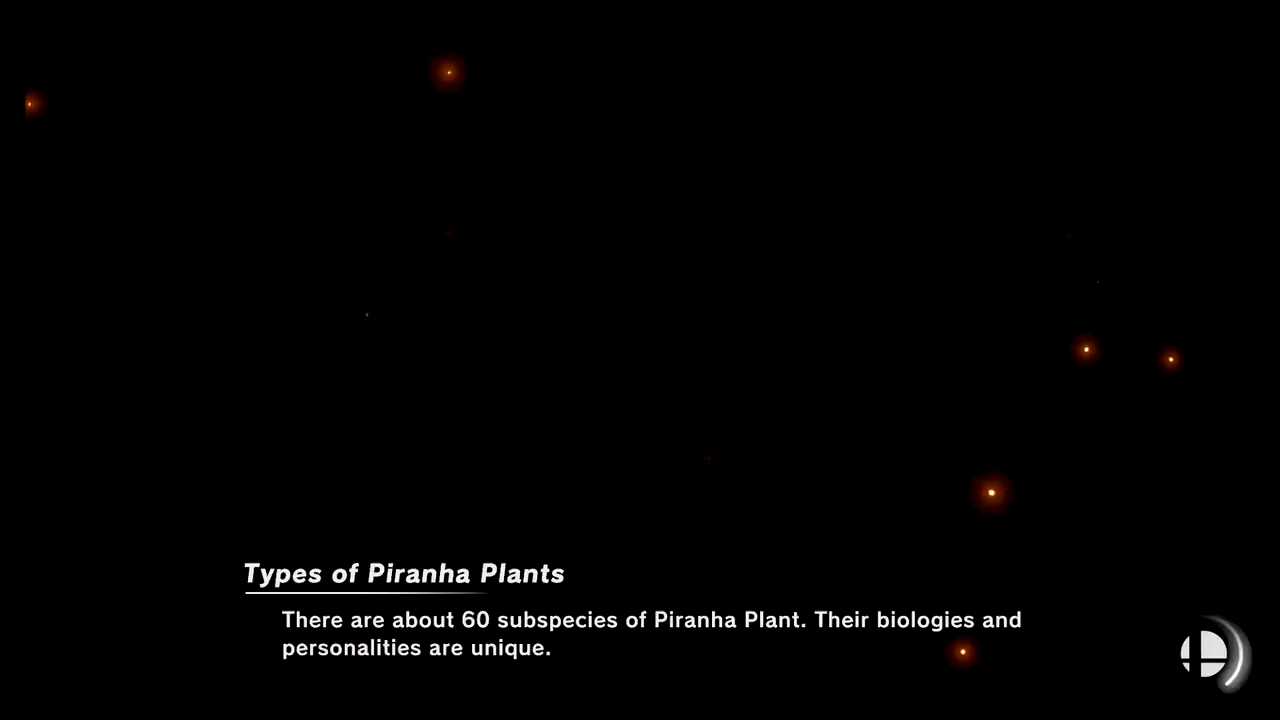 Types of Piranha Plants
There are about 60 subspecies of Piranha Plant. Their biologies and
personalities are unique.